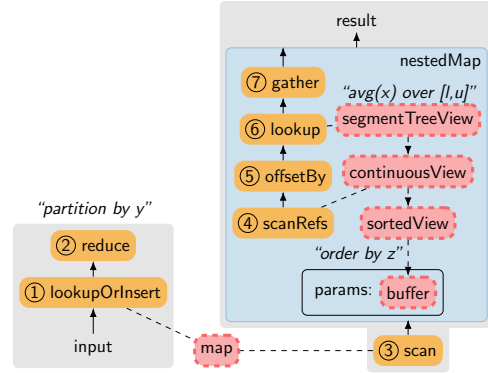 result
nestedMap
⑦ gather
"avg(x) over [l,u]"
⑥ lookup
segmentTreeView
⑤ offsetBy
continuousView
④ scanRefs
sortedView
"partition by y"
② reduce
"order by z"
① lookupOrInsert
params: buffer
input
map
③ scan